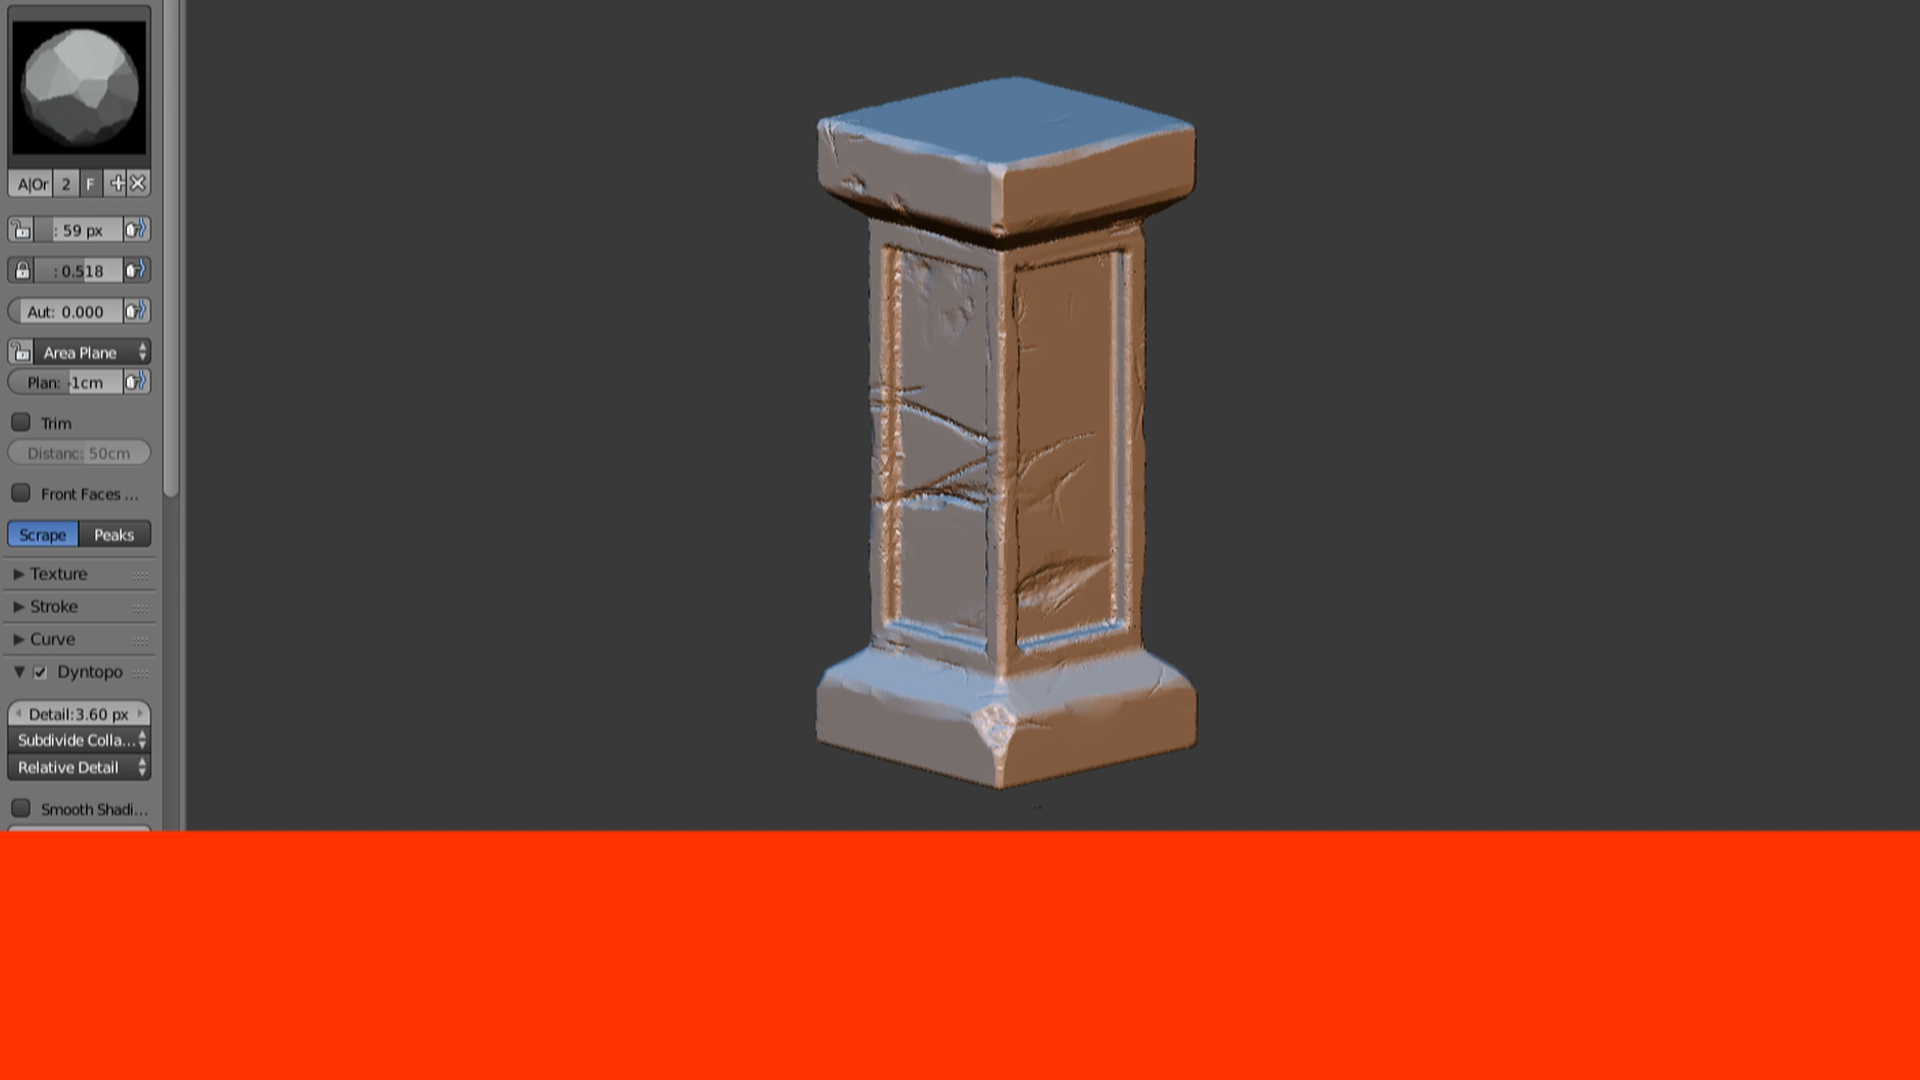 A|Or 2 F
: 59 px
: 0.518
Aut: 0.000
Area Plane
Plan: -1cm
Trim
Distanc: 50cm
Front Faces ...
Scrape Peaks
Texture
Stroke
Curve
Dyntopo
Detail:3.60 px
Subdivide Colla...
Relative Detail
Smooth Shadi...